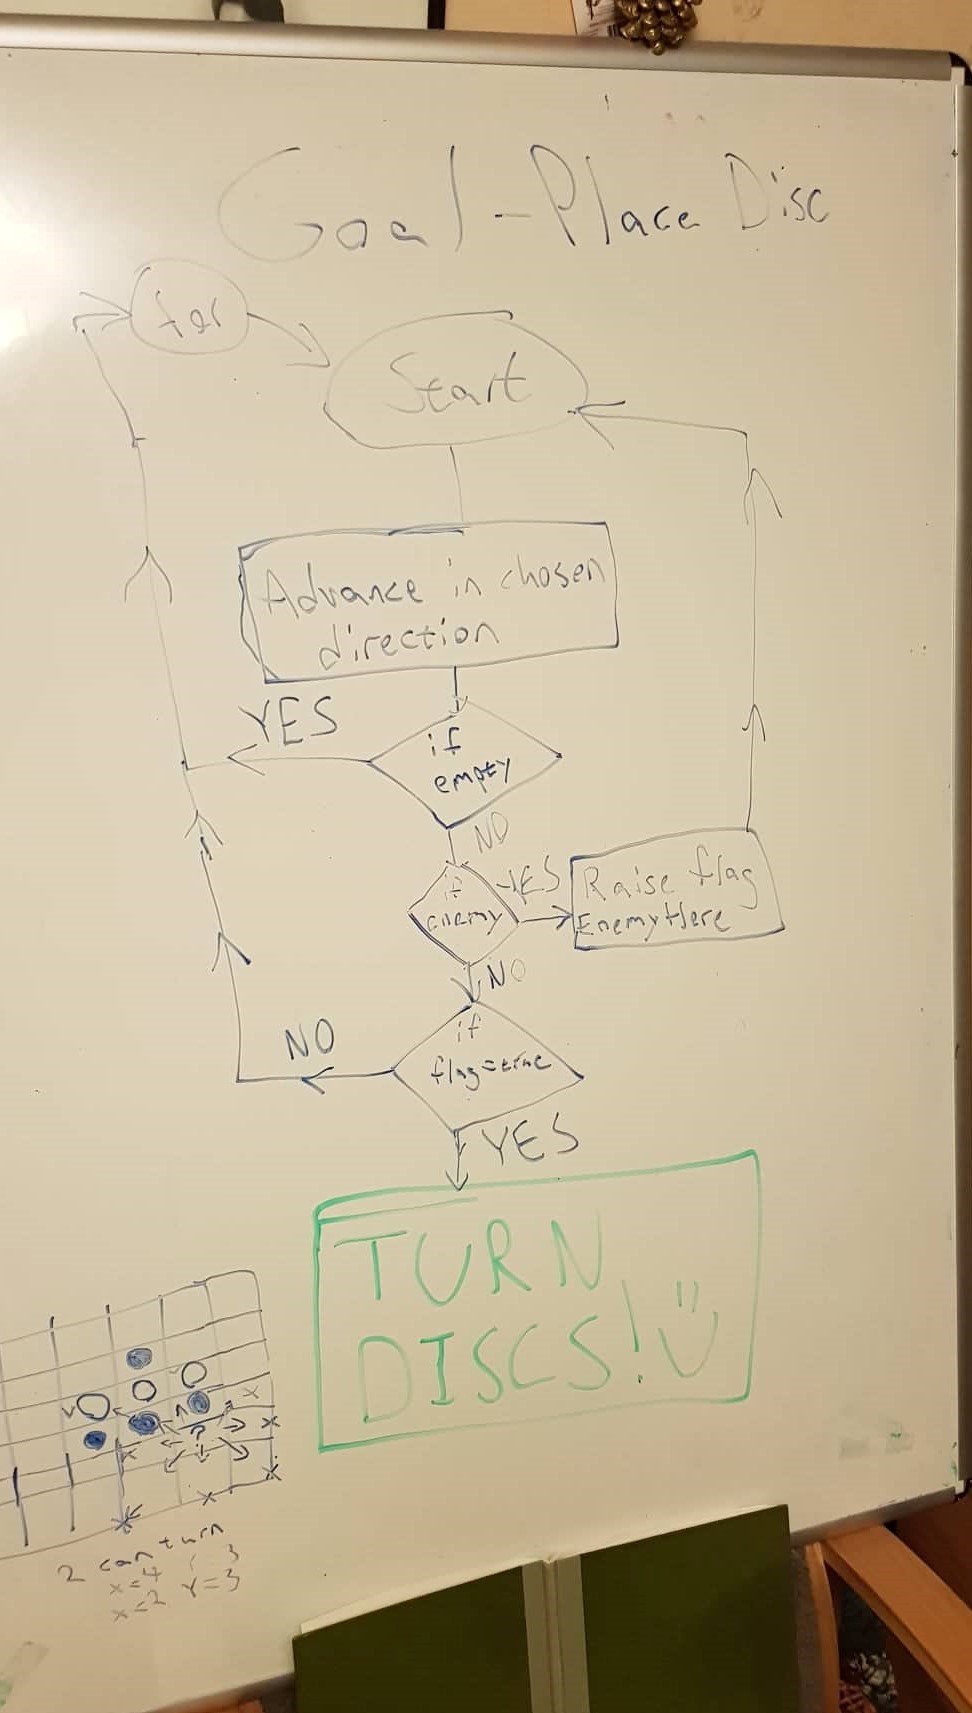 Goal - Place Disc
for
Start
Advance in chosen
direction
YES
if
empty
NO
if
enemy
YES
Raise flag
EnemyHere
NO
if
flag=true
NO
YES
TURN
DISCS!
?
2 can turn
x=4 3
x=2 Y=3